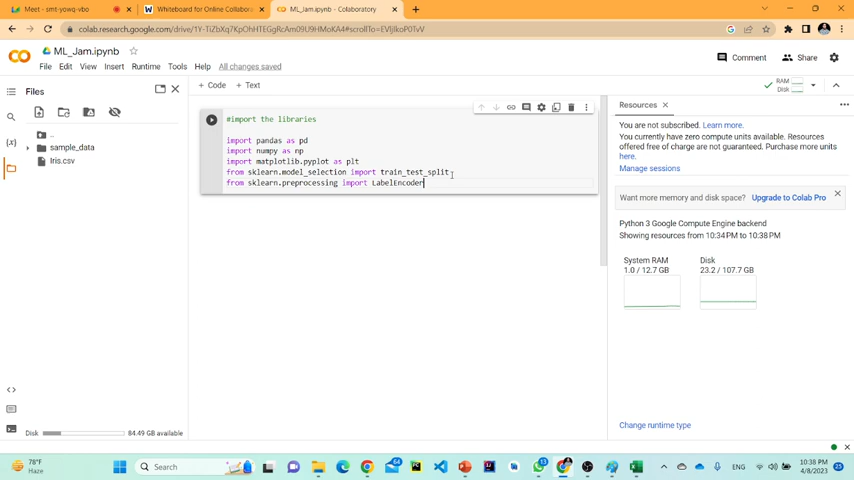 Meet - smt-yowq-vbo
Whiteboard for Online Collabora
ML_Jam.ipynb - Colaboratory
colab.research.google.com/drive/1Y-TiZbXq7KpOhHTEGgRcAm09U9HMoKA4#scrollTo=EVljlkoP0TvV
ML_Jam.ipynb
File Edit View Insert Runtime Tools Help All changes saved
Comment Share
Files
+ Code + Text
RAM
Disk
..
sample_data
Iris.csv
#import the libraries
import pandas as pd
import numpy as np
import matplotlib.pyplot as plt
from sklearn.model_selection import train_test_split
from sklearn.preprocessing import LabelEncoder
Resources
You are not subscribed. Learn more.
You currently have zero compute units available. Resources
offered free of charge are not guaranteed. Purchase more units
here.
Manage sessions
Want more memory and disk space? Upgrade to Colab Pro
Python 3 Google Compute Engine backend
Showing resources from 10:34 PM to 10:38 PM
System RAM
1.0 / 12.7 GB
Disk
23.2 / 107.7 GB
Change runtime type
Disk 84.49 GB available
78°F
Haze
Search
ENG
10:38 PM
4/8/2023